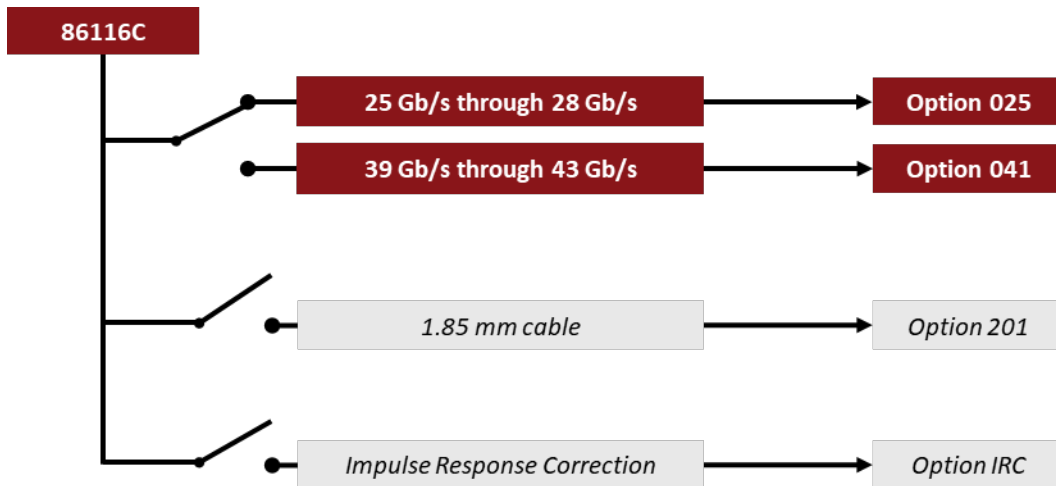 86116C
25 Gb/s through 28 Gb/s
Option 025
39 Gb/s through 43 Gb/s
Option 041
1.85 mm cable
Option 201
Impulse Response Correction
Option IRC